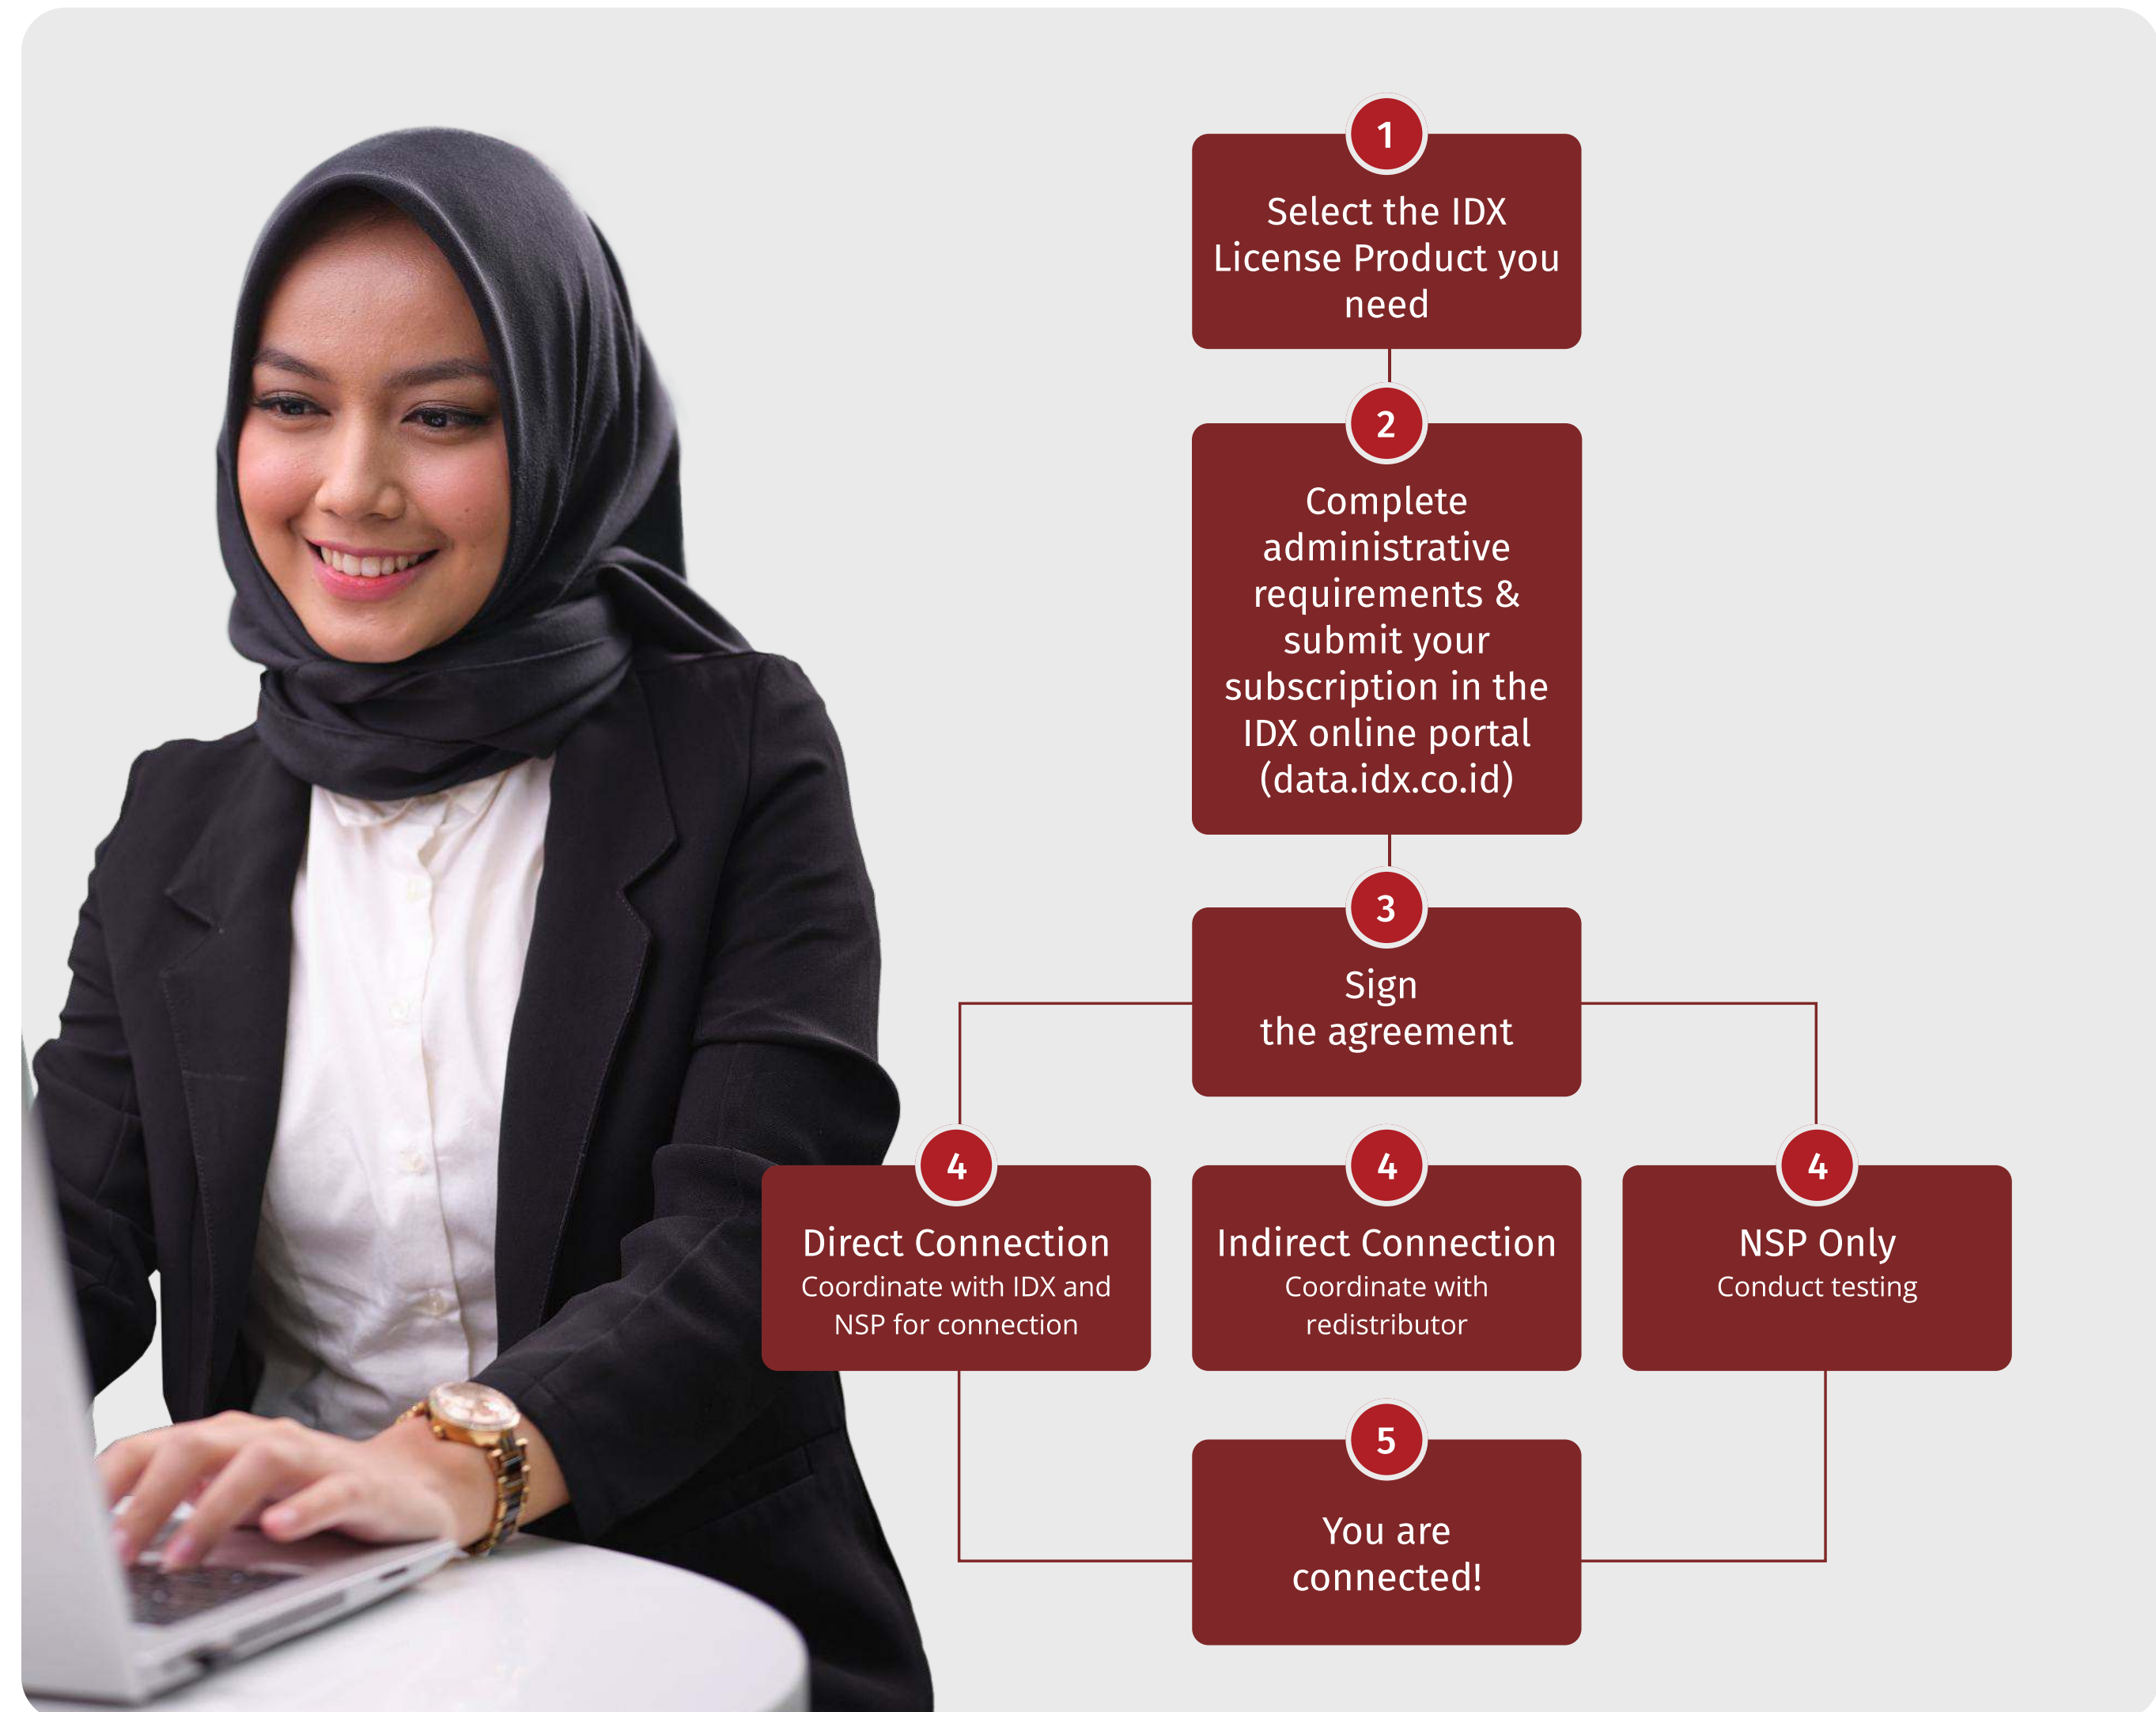 1
Select the IDX
License Product you
need
2
Complete
administrative
requirements &
submit your
subscription in the
IDX online portal
(data.idx.co.id)
3
Sign
the agreement
4
Direct Connection
Coordinate with IDX and
NSP for connection
4
Indirect Connection
Coordinate with
redistributor
4
NSP Only
Conduct testing
5
You are
connected!